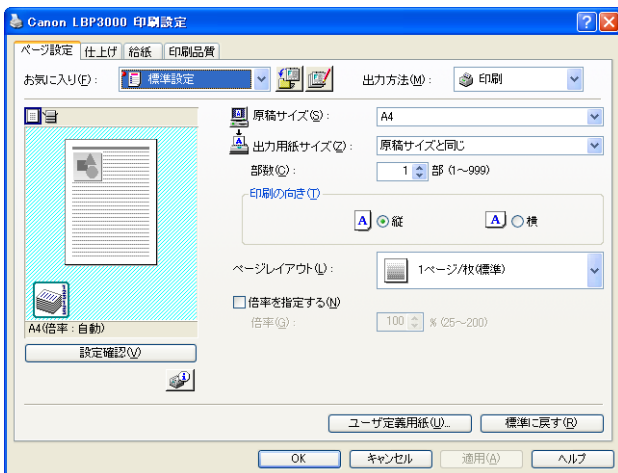 Canon LBP3000 印刷設定
ページ設定 仕上げ 給紙 印刷品質
お気に入り(F): 標準設定 出力方法(M): 印刷
原稿サイズ(S): A4
出力用紙サイズ(Z): 原稿サイズと同じ
部数(C): 1 部 (1～999)
印刷の向き(T)
A 縦 A 横
ページレイアウト(L): 1ページ/枚(標準)
倍率を指定する(N)
倍率(G): 100 % (25～200)
A4(倍率：自動)
設定確認(V)
ユーザ定義用紙(U)... 標準に戻す(R)
OK キャンセル 適用(A) ヘルプ